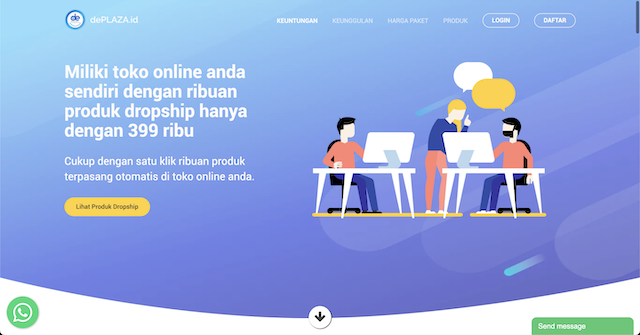 dePLAZA.id
KEUNTUNGAN KEUNGGULAN HARGA PAKET PRODUK LOGIN DAFTAR
Miliki toko online anda
sendiri dengan ribuan
produk dropship hanya
dengan 399 ribu
Cukup dengan satu klik ribuan produk
terpasang otomatis di toko online anda.
Lihat Produk Dropship
Send message